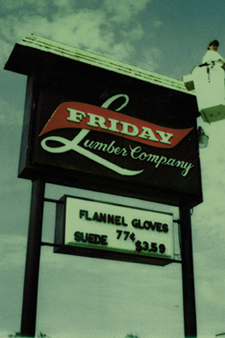 FRIDAY
Lumber Company
FLANNEL GLOVES
77¢
SUEDE $3.59